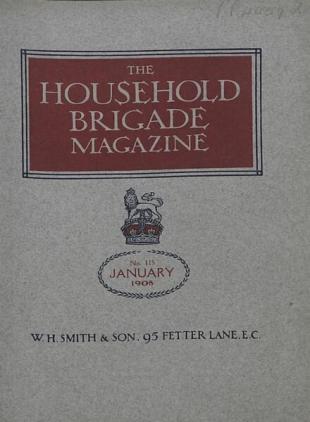 THE
HOUSEHOLD
BRIGADE
MAGAZINE
No. 115
JANUARY
1908
W. H. SMITH & SON, 95 FETTER LANE, E.C.